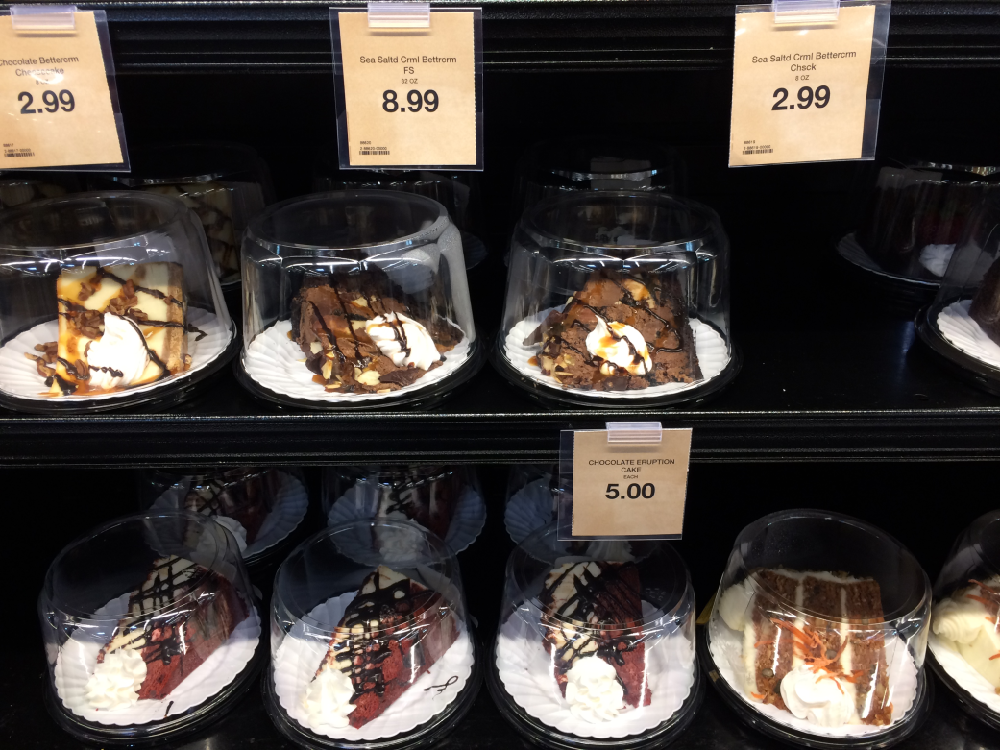 Chocolate Bettercrm
Cheesecake
2.99
Sea Saltd Crml Bettrcrm
FS
32 OZ
8.99
Sea Saltd Crml Bettercrm
Chsck
8 OZ
2.99
CHOCOLATE ERUPTION
CAKE
EACH
5.00